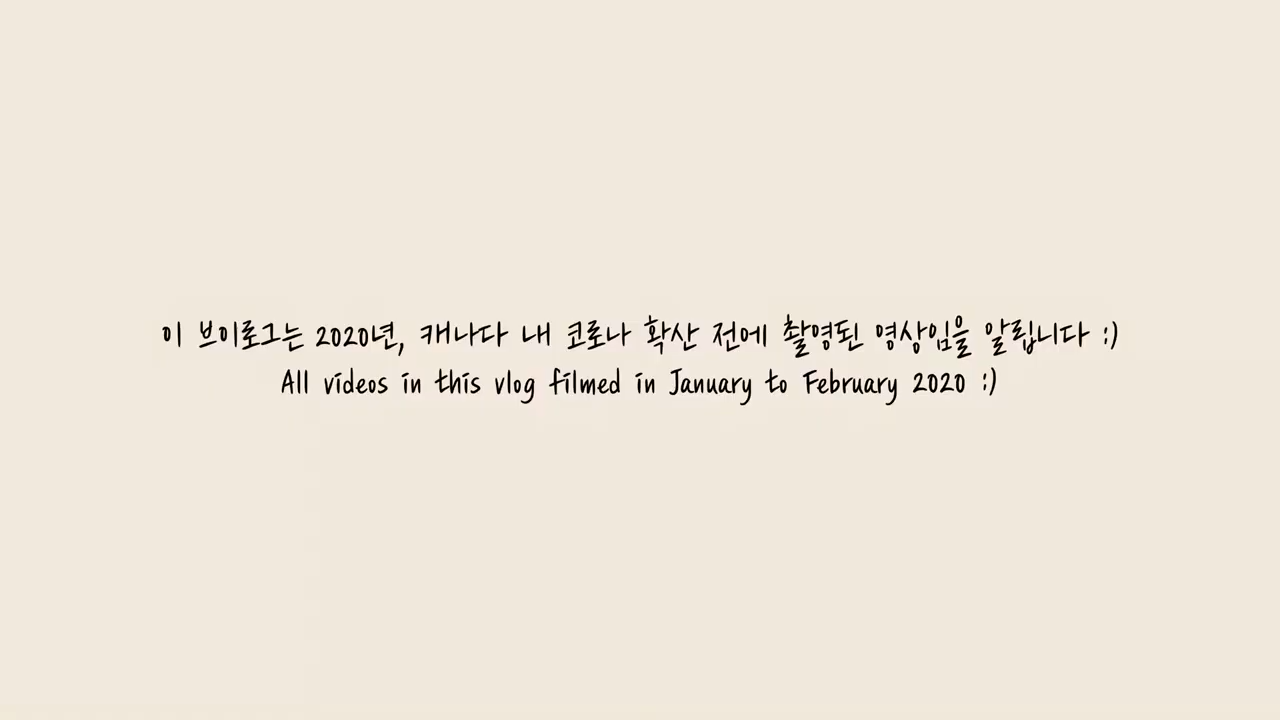 이 브이로그는 2020년, 캐나다 내 코로나 확산 전에 촬영된 영상임을 알립니다 :)
All videos in this vlog filmed in January to February 2020 :)